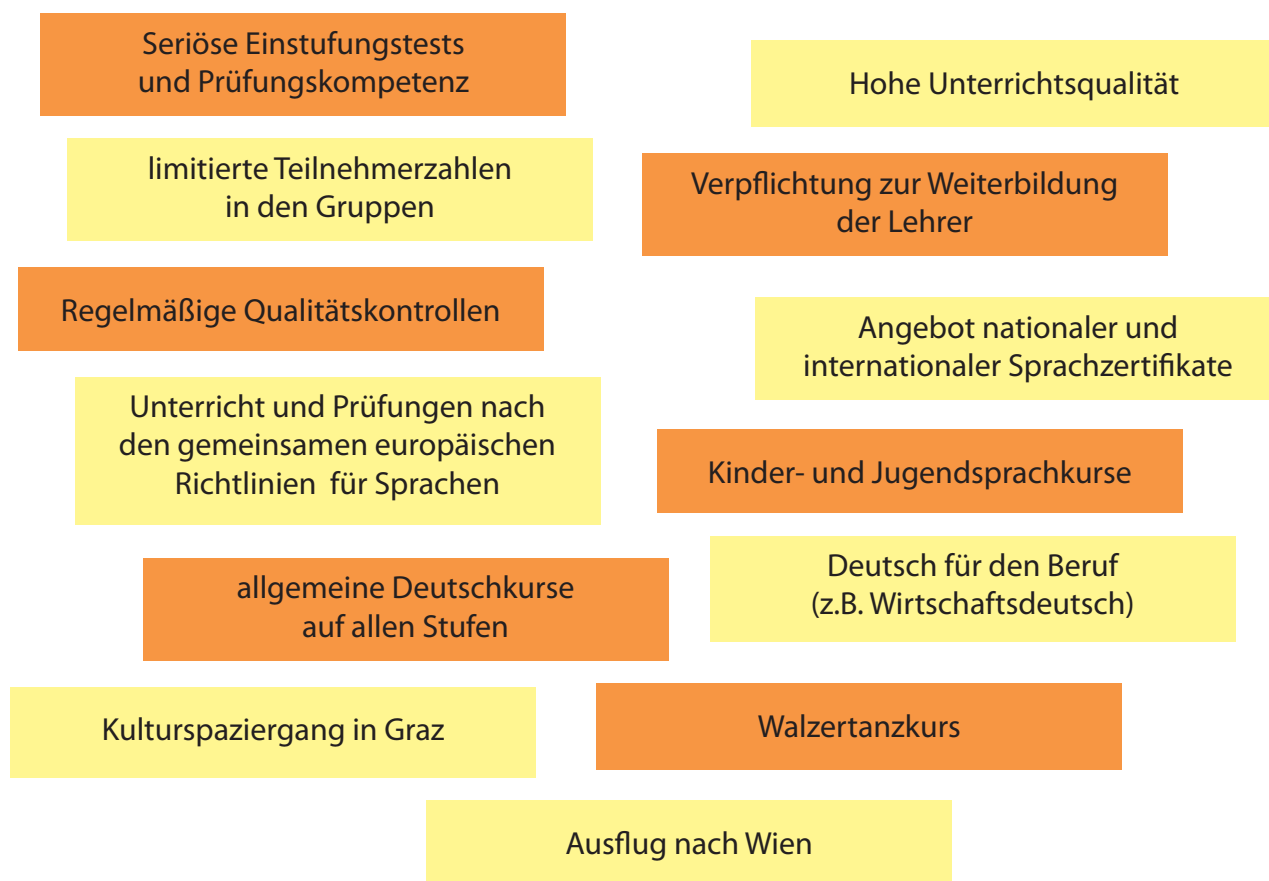 Seriöse Einstufungstests
und Prüfungskompetenz
Hohe Unterrichtsqualität
limitierte Teilnehmerzahlen
in den Gruppen
Verpflichtung zur Weiterbildung
der Lehrer
Regelmäßige Qualitätskontrollen
Angebot nationaler und
internationaler Sprachzertifikate
Unterricht und Prüfungen nach
den gemeinsamen europäischen
Richtlinien für Sprachen
Kinder- und Jugendsprachkurse
allgemeine Deutschkurse
auf allen Stufen
Deutsch für den Beruf
(z.B. Wirtschaftsdeutsch)
Kulturspaziergang in Graz
Walzertanzkurs
Ausflug nach Wien